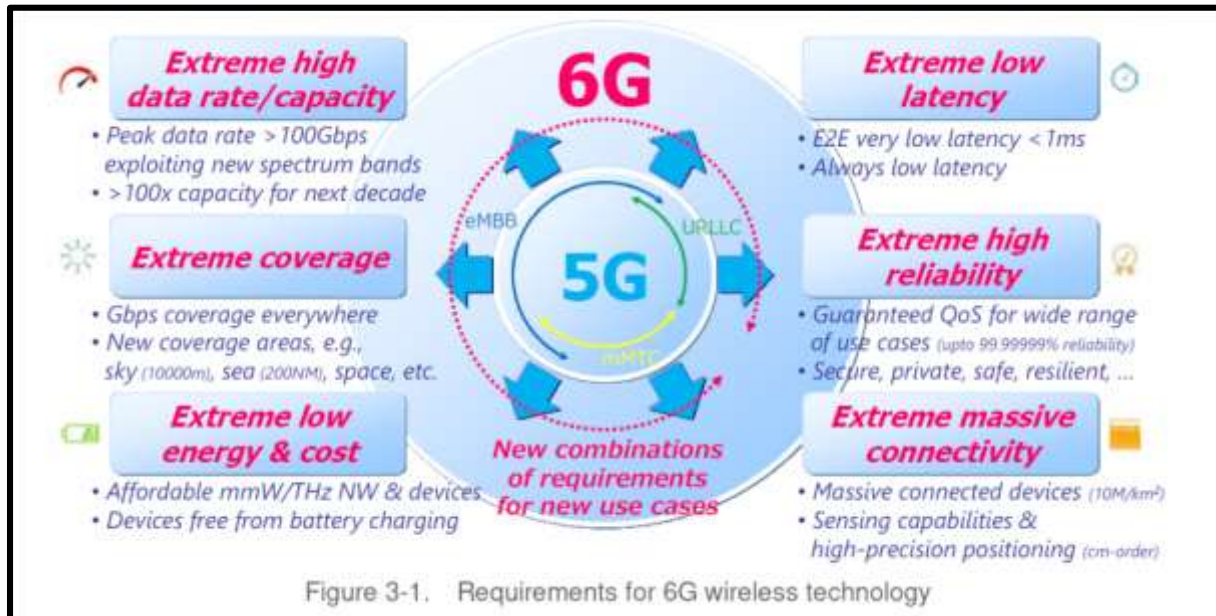 Extreme high
data rate/capacity
• Peak data rate >100Gbps
exploiting new spectrum bands
• >100x capacity for next decade
Extreme coverage
• Gbps coverage everywhere
• New coverage areas, e.g.,
sky (10000m), sea (200NM), space, etc.
Extreme low
energy & cost
• Affordable mmW/THz NW & devices
• Devices free from battery charging
6G
eMBB
URLLC
5G
mMTC
New combinations
of requirements
for new use cases
Extreme low
latency
• E2E very low latency <1ms
• Always low latency
Extreme high
reliability
• Guaranteed QoS for wide range
of use cases (upto 99.99999% reliability)
• Secure, private, safe, resilient, ...
Extreme massive
connectivity
• Massive connected devices (10M/km²)
• Sensing capabilities &
high-precision positioning (cm-order)
Figure 3-1. Requirements for 6G wireless technology